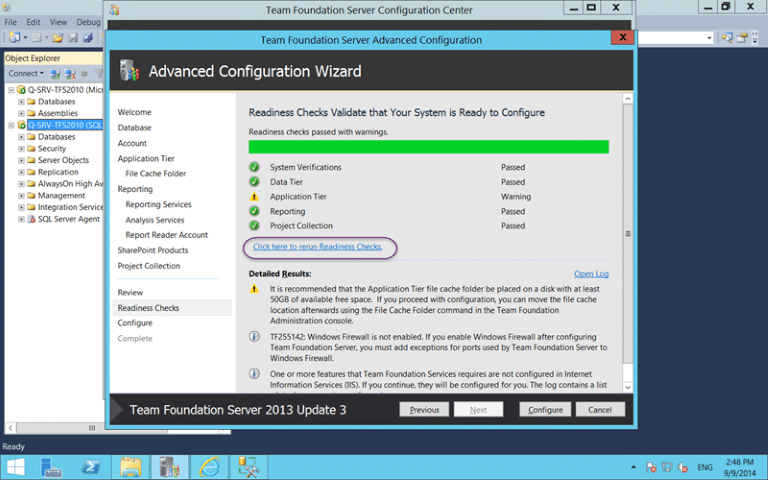 Team Foundation Server Configuration Center
File Edit View Debug
Team Foundation Server Advanced Configuration
Object Explorer
Connect
Q-SRV-TFS2010 (Mic
Databases
Assemblies
Q-SRV-TFS2010 (SQL
Databases
Security
Server Objects
Replication
AlwaysOn High Av
Management
Integration Service
SQL Server Agent
Advanced Configuration Wizard
Welcome
Database
Account
Application Tier
File Cache Folder
Reporting
Reporting Services
Analysis Services
Report Reader Account
SharePoint Products
Project Collection
Review
Readiness Checks
Configure
Complete
Readiness Checks Validate that Your System is Ready to Configure
Readiness checks passed with warnings.
System Verifications Passed
Data Tier Passed
Application Tier Warning
Reporting Passed
Project Collection Passed
Click here to rerun Readiness Checks.
Detailed Results: Open Log
It is recommended that the Application Tier file cache folder be placed on a disk with at least
50GB of available free space. If you proceed with configuration, you can move the file cache
location afterwards using the File Cache Folder command in the Team Foundation
Administration console.
TF255142: Windows Firewall is not enabled. If you enable Windows Firewall after configuring
Team Foundation Server, you must add exceptions for ports used by Team Foundation Server to
Windows Firewall.
One or more features that Team Foundation Services requires are not configured in Internet
Information Services (IIS). If you continue, they will be configured for you. The log contains a list
Team Foundation Server 2013 Update 3
Previous Next Configure Cancel
Ready
ENG
2:48 PM
9/9/2014